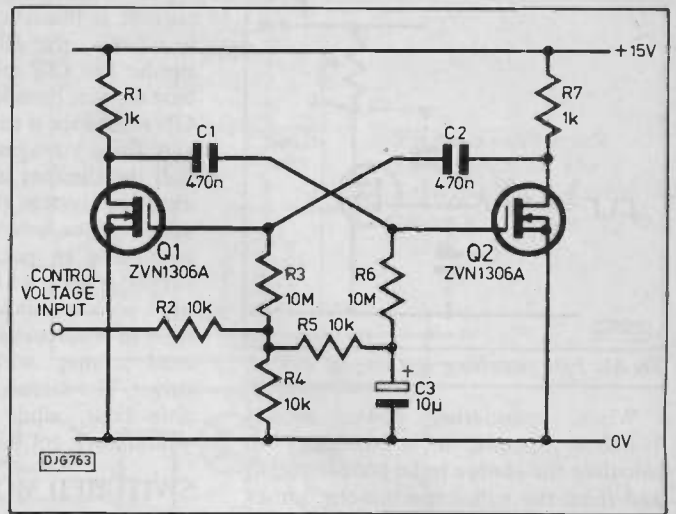 +15V
R1
1k
R7
1k
C1
470n
C2
470n
Q1
ZVN1306A
Q2
ZVN1306A
R3
10M
R6
10M
CONTROL
VOLTAGE
INPUT
R2 10k
R5 10k
R4
10k
+
C3
10μ
0V
DJG763